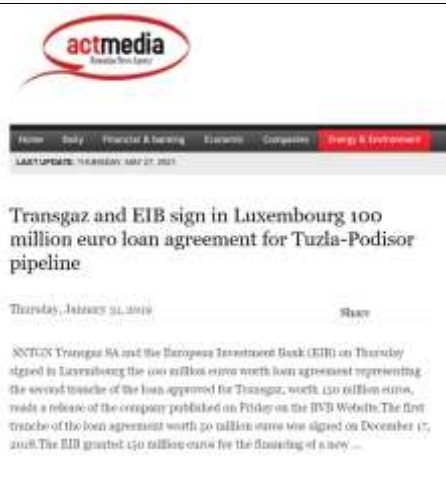 actmedia
Romanian News Agency
Home Daily Financial & Banking Economic Companies Energy & Environment
LAST UPDATE: THURSDAY, MAY 27, 2021
Transgaz and EIB sign in Luxembourg 100
million euro loan agreement for Tuzla-Podisor
pipeline
Thursday, January 31, 2019
Share
SNTGN Transgaz SA and the European Investment Bank (EIB) on Thursday
signed in Luxembourg the 100 million euros worth loan agreement representing
the second tranche of the loan approved for Transgaz, worth 150 million euros,
reads a release of the company published on Friday on the BVB Website.The first
tranche of the loan agreement worth 50 million euros was signed on December 17,
2018.The EIB granted 150 million euros for the financing of a new ...